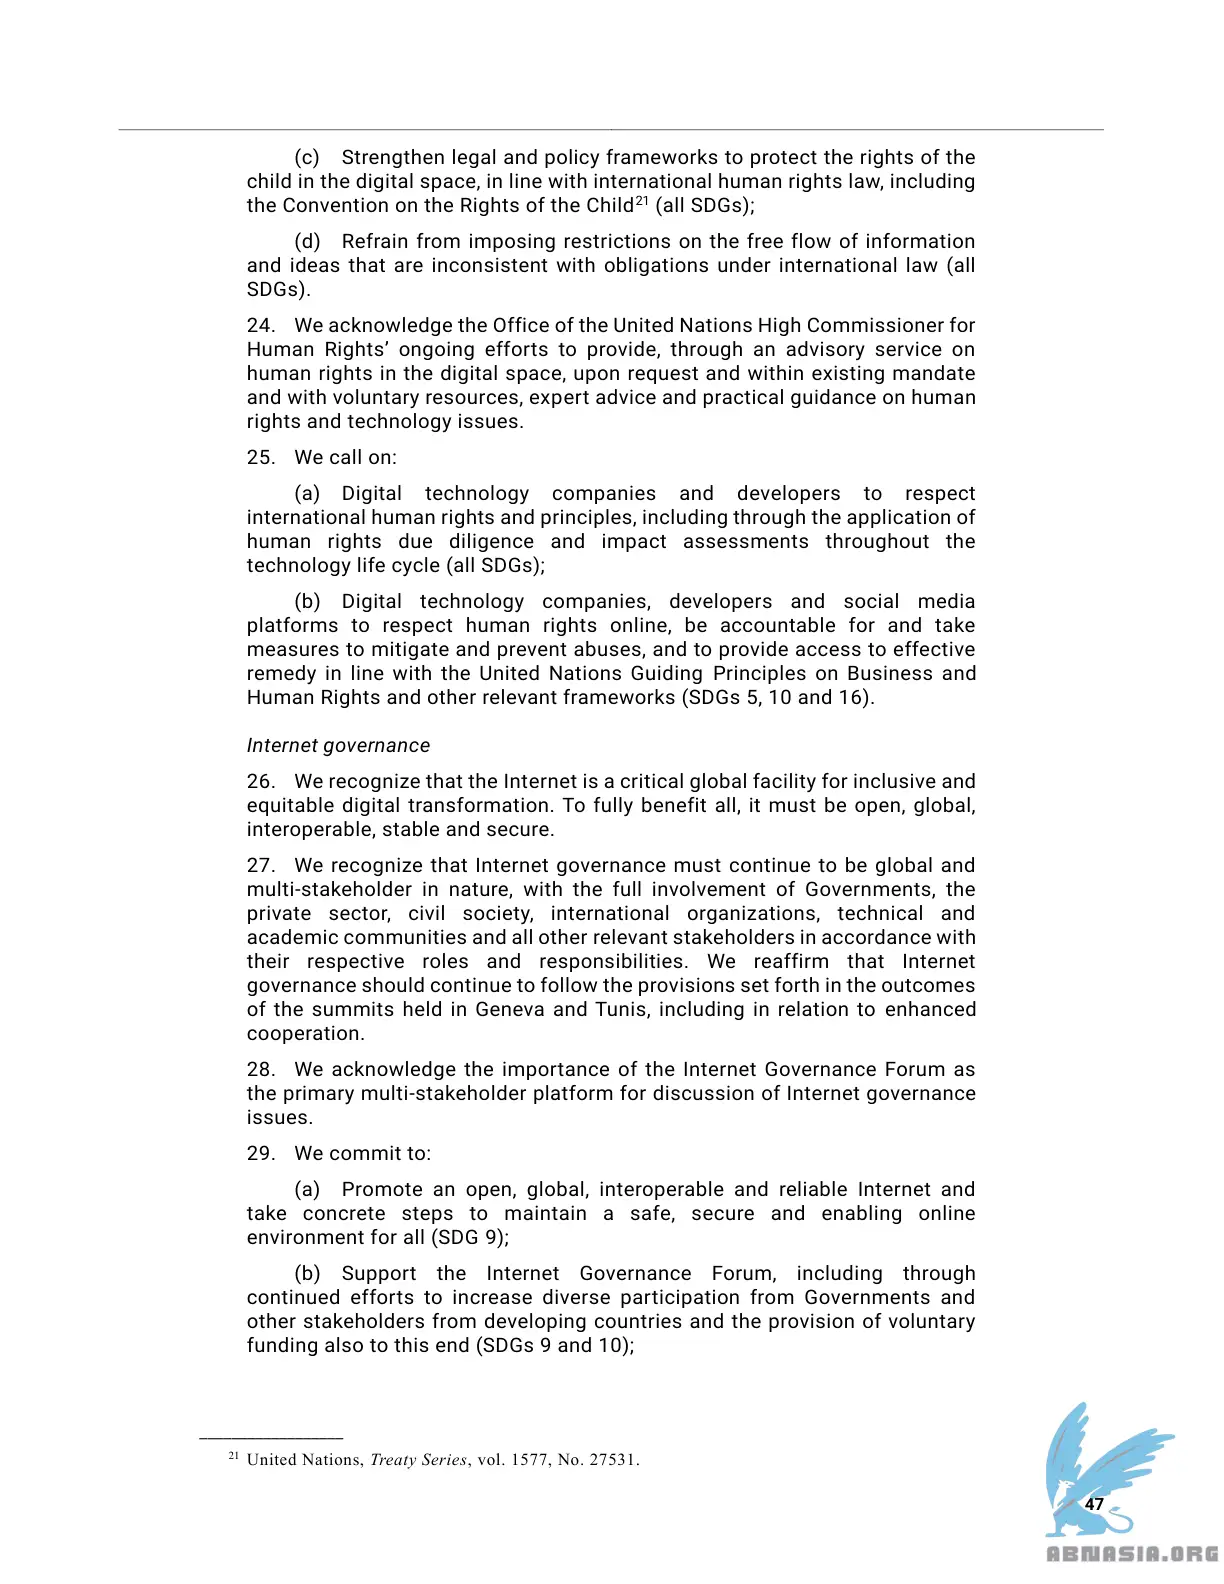 (c) Strengthen legal and policy frameworks to protect the rights of the
child in the digital space, in line with international human rights law, including
the Convention on the Rights of the Child21 (all SDGs);
(d) Refrain from imposing restrictions on the free flow of information
and ideas that are inconsistent with obligations under international law (all
SDGs).
24. We acknowledge the Office of the United Nations High Commissioner for
Human Rights’ ongoing efforts to provide, through an advisory service on
human rights in the digital space, upon request and within existing mandate
and with voluntary resources, expert advice and practical guidance on human
rights and technology issues.
25. We call on:
(a) Digital technology companies and developers to respect
international human rights and principles, including through the application of
human rights due diligence and impact assessments throughout the
technology life cycle (all SDGs);
(b) Digital technology companies, developers and social media
platforms to respect human rights online, be accountable for and take
measures to mitigate and prevent abuses, and to provide access to effective
remedy in line with the United Nations Guiding Principles on Business and
Human Rights and other relevant frameworks (SDGs 5, 10 and 16).
Internet governance
26. We recognize that the Internet is a critical global facility for inclusive and
equitable digital transformation. To fully benefit all, it must be open, global,
interoperable, stable and secure.
27. We recognize that Internet governance must continue to be global and
multi-stakeholder in nature, with the full involvement of Governments, the
private sector, civil society, international organizations, technical and
academic communities and all other relevant stakeholders in accordance with
their respective roles and responsibilities. We reaffirm that Internet
governance should continue to follow the provisions set forth in the outcomes
of the summits held in Geneva and Tunis, including in relation to enhanced
cooperation.
28. We acknowledge the importance of the Internet Governance Forum as
the primary multi-stakeholder platform for discussion of Internet governance
issues.
29. We commit to:
(a) Promote an open, global, interoperable and reliable Internet and
take concrete steps to maintain a safe, secure and enabling online
environment for all (SDG 9);
(b) Support the Internet Governance Forum, including through
continued efforts to increase diverse participation from Governments and
other stakeholders from developing countries and the provision of voluntary
funding also to this end (SDGs 9 and 10);
21 United Nations, Treaty Series, vol. 1577, No. 27531.
47
ABNASIA.ORG